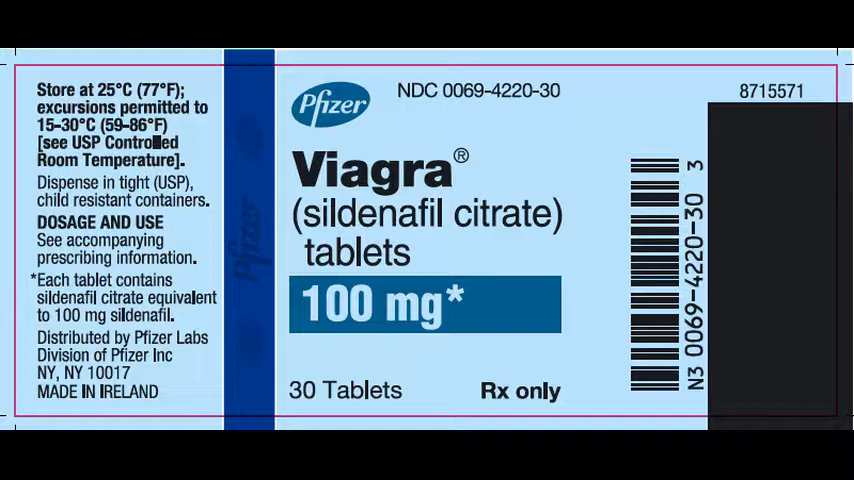 Store at 25°C (77°F);
excursions permitted to
15-30°C (59-86°F)
[see USP Controlled
Room Temperature].
Dispense in tight (USP),
child resistant containers.
DOSAGE AND USE
See accompanying
prescribing information.
*Each tablet contains
sildenafil citrate equivalent
to 100 mg sildenafil.
Distributed by Pfizer Labs
Division of Pfizer Inc
NY, NY 10017
MADE IN IRELAND
Pfizer
Pfizer
NDC 0069-4220-30
Viagra®
(sildenafil citrate)
tablets
100 mg*
30 Tablets
Rx only
8715571
N3 0069-4220-30 3